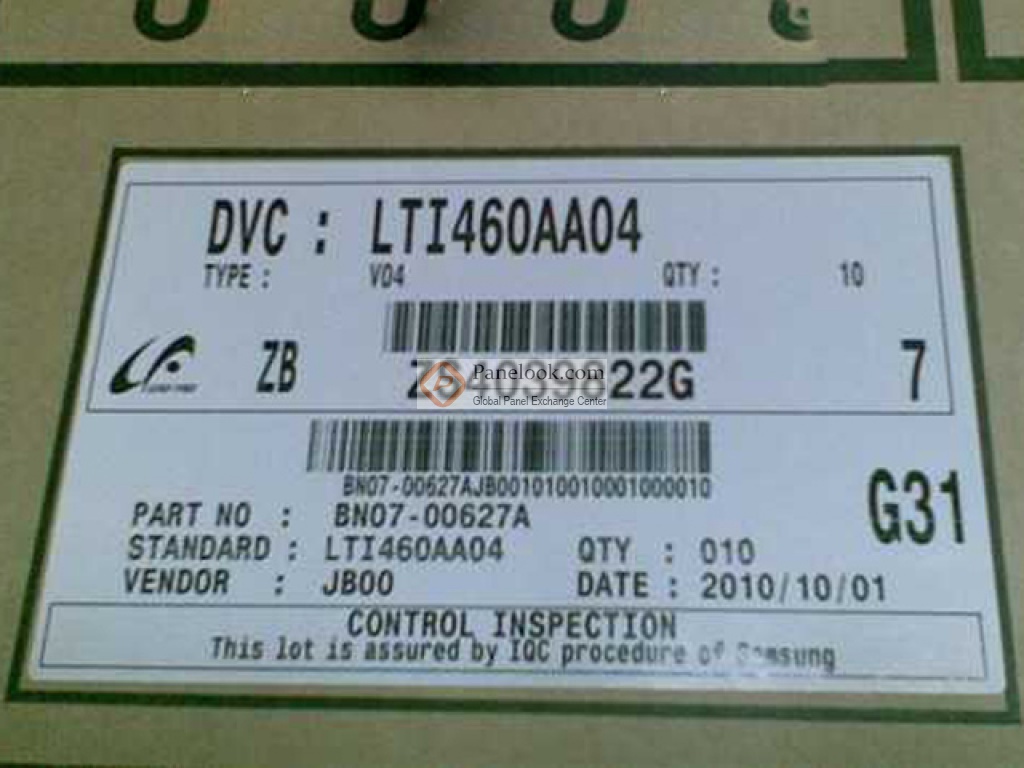 DVC : LTI460AA04
TYPE : V04 QTY : 10
ZB 22G 7
Panelook.com
Global Panel Exchange Center
BN07-00627AJB00101001000100010
G31
PART NO : BN07-00627A
STANDARD : LTI460AA04 QTY : 010
VENDOR : JB00 DATE : 2010/10/01
CONTROL INSPECTION
This lot is assured by IQC procedure of Samsung